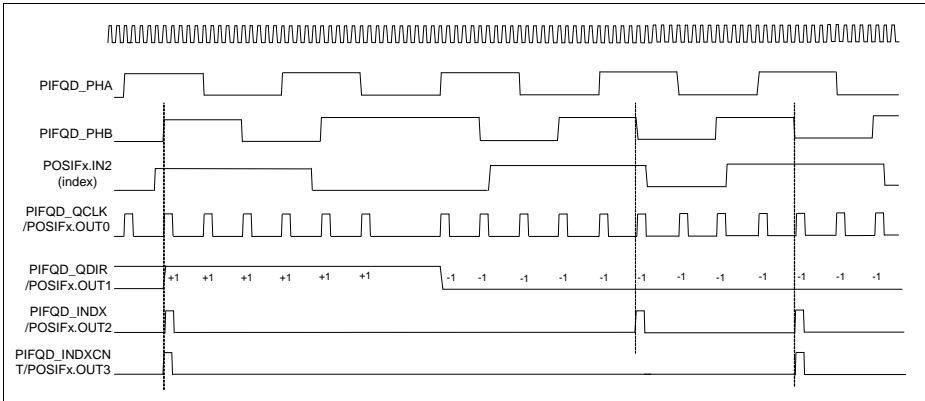 PIFQD_PHA
PIFQD_PHB
POSIFx.IN2
(index)
PIFQD_QCLK
/POSIFx.OUT0
PIFQD_QDIR
/POSIFx.OUT1
+1 +1 +1 +1 +1 +1 -1 -1 -1 -1 -1 -1 -1 -1 -1 -1 -1 -1
PIFQD_INDX
/POSIFx.OUT2
PIFQD_INDXCN
T/POSIFx.OUT3